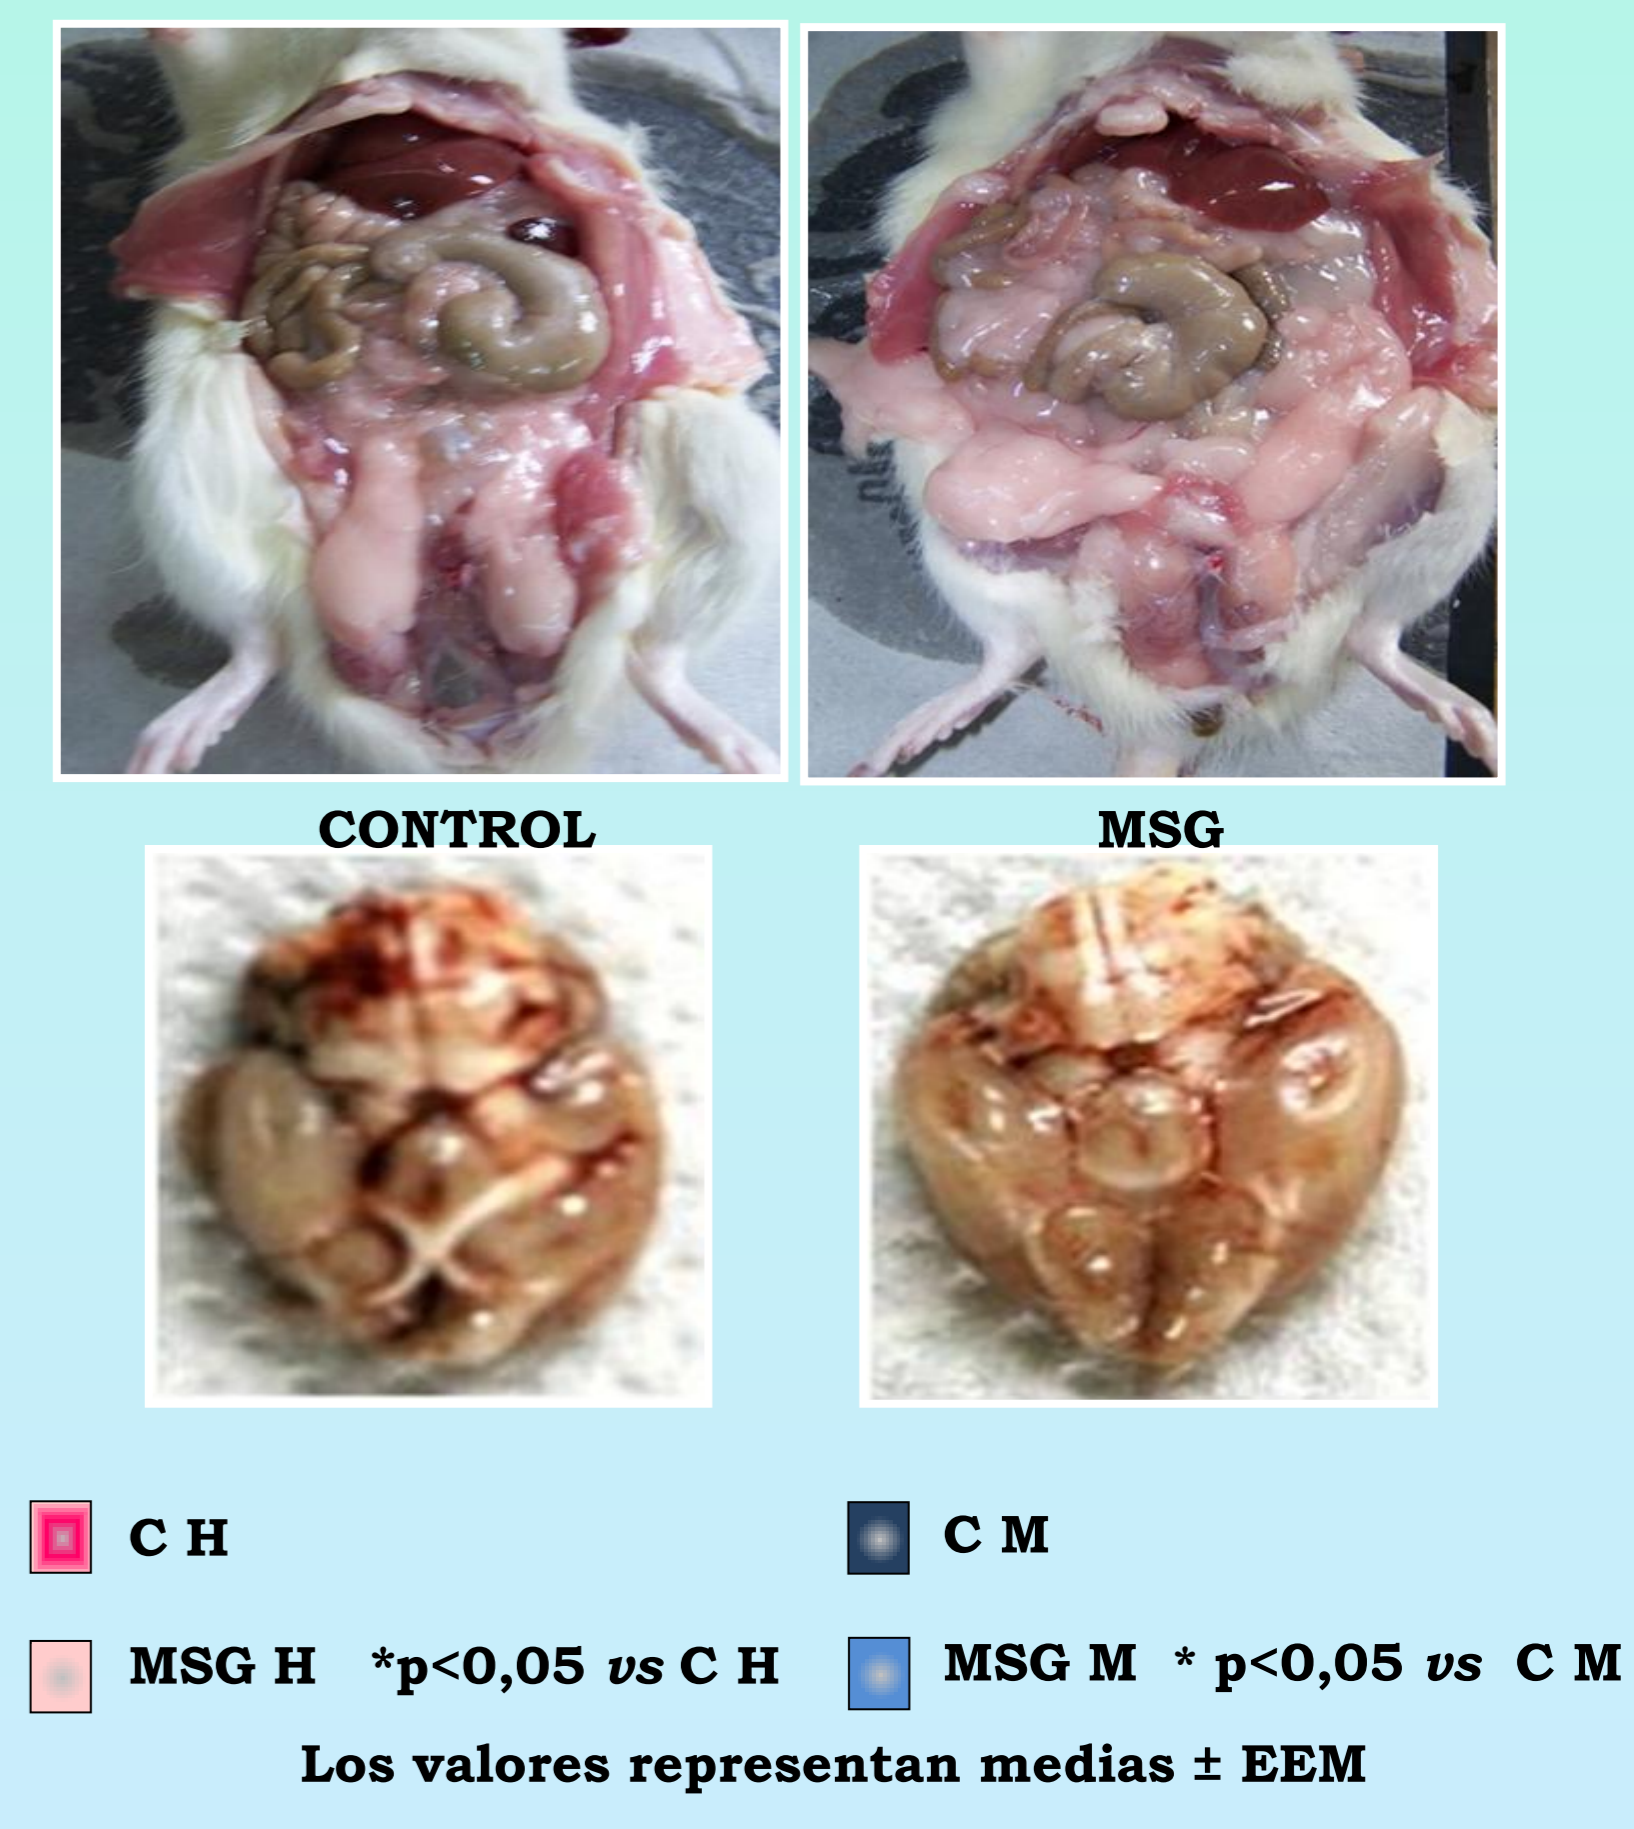 CONTROL
MSG
C H
C M
MSG H *p<0,05 vs C H
MSG M * p<0,05 vs C M
Los valores representan medias ± EEM